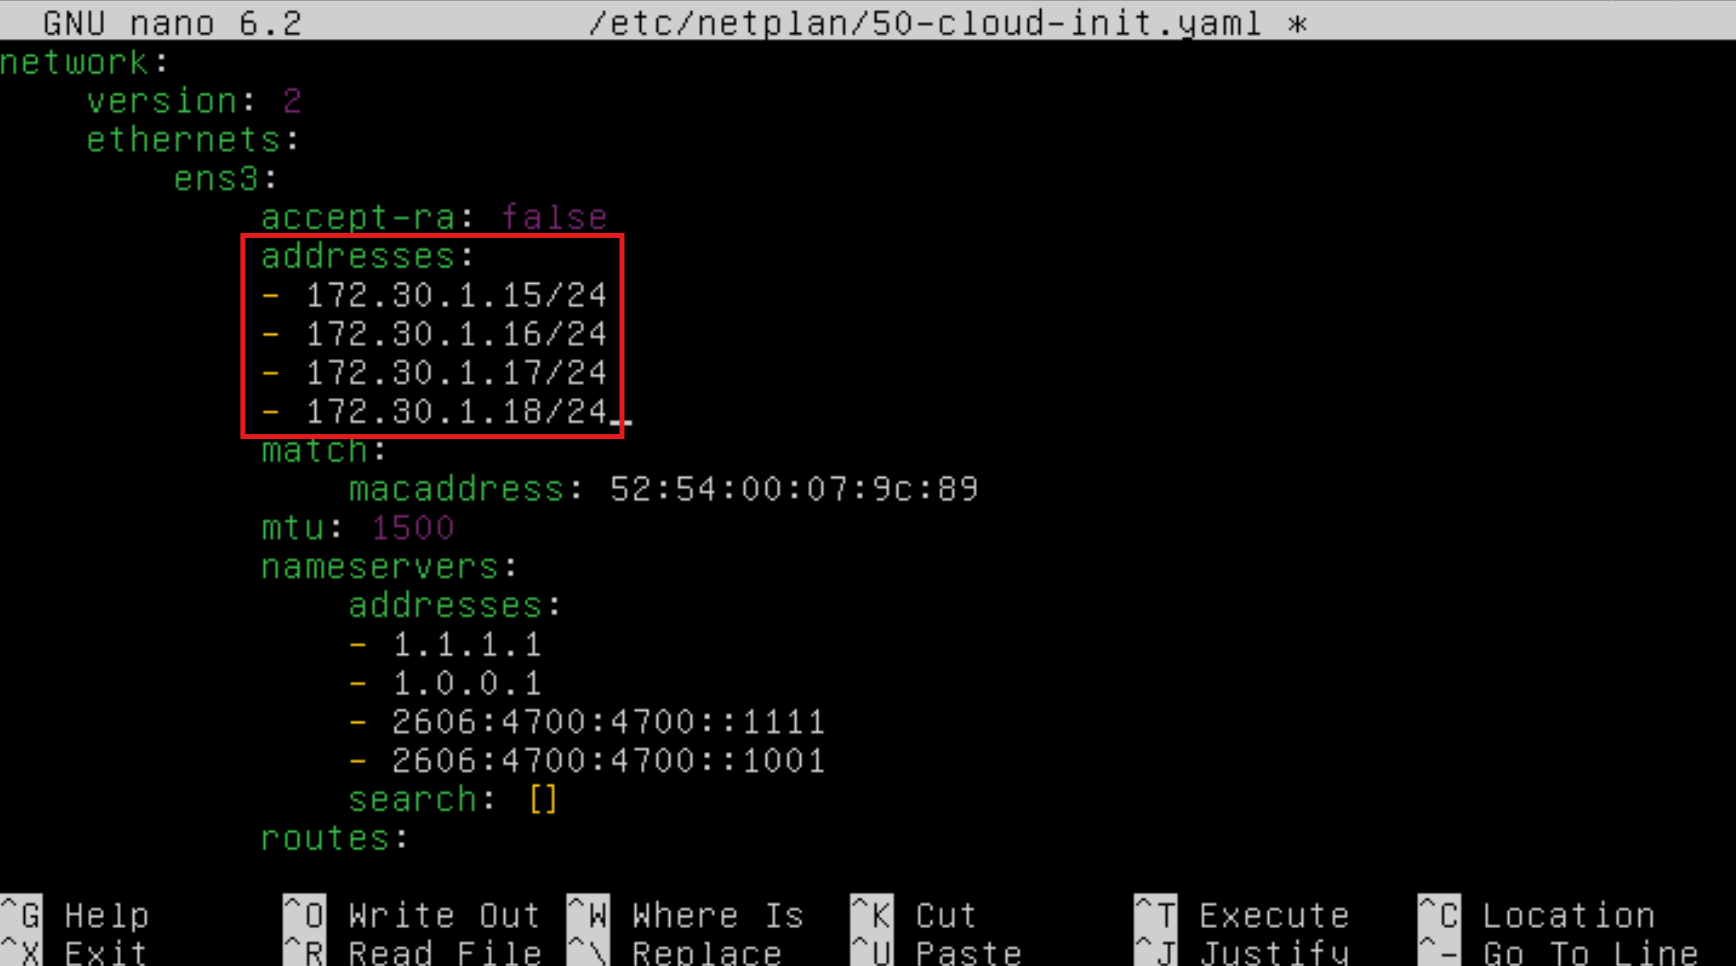 GNU nano 6.2 /etc/netplan/50-cloud-init.yaml *
network:
    version: 2
    ethernets:
        ens3:
            accept-ra: false
            addresses:
            - 172.30.1.15/24
            - 172.30.1.16/24
            - 172.30.1.17/24
            - 172.30.1.18/24
            match:
                macaddress: 52:54:00:07:9c:89
            mtu: 1500
            nameservers:
                addresses:
                - 1.1.1.1
                - 1.0.0.1
                - 2606:4700:4700::1111
                - 2606:4700:4700::1001
                search: []
            routes:
^G Help ^O Write Out ^W Where Is ^K Cut ^T Execute ^C Location
^X Exit ^R Read File ^\ Replace ^U Paste ^J Justify ^- Go To Line